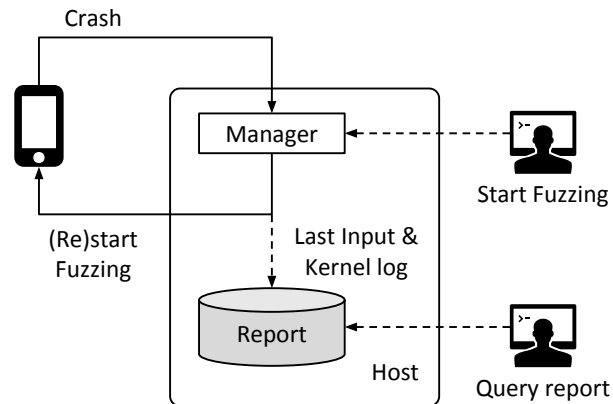 Crash
Manager
Start Fuzzing
(Re)start
Fuzzing
Last Input &
Kernel log
Report
Host
Query report